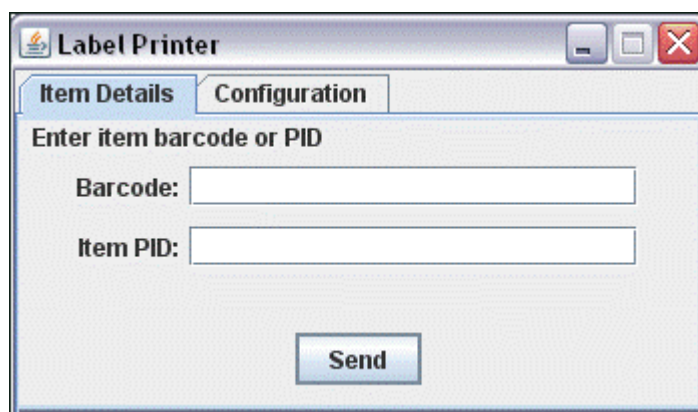 Label Printer
Item Details Configuration
Enter item barcode or PID
Barcode:
Item PID:
Send